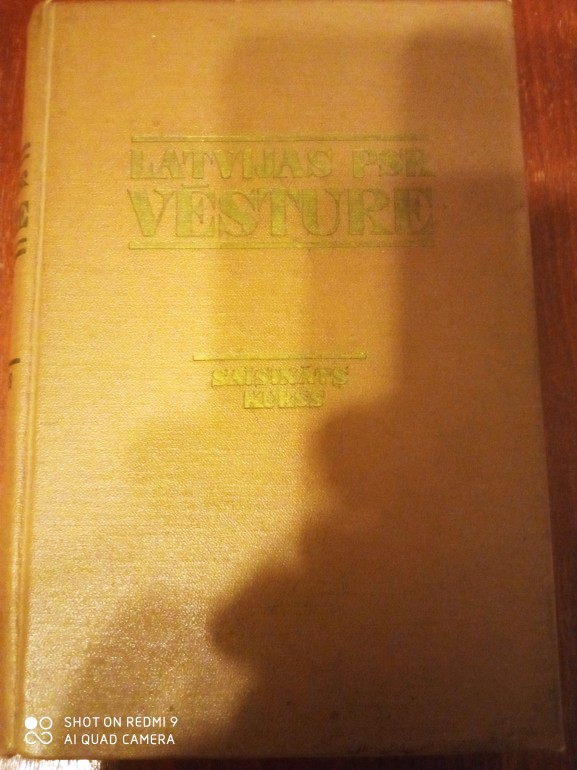 LATVIJAS PSR
VĒSTURE
SAĪSINĀTS
KURSS
SHOT ON REDMI 9
AI QUAD CAMERA